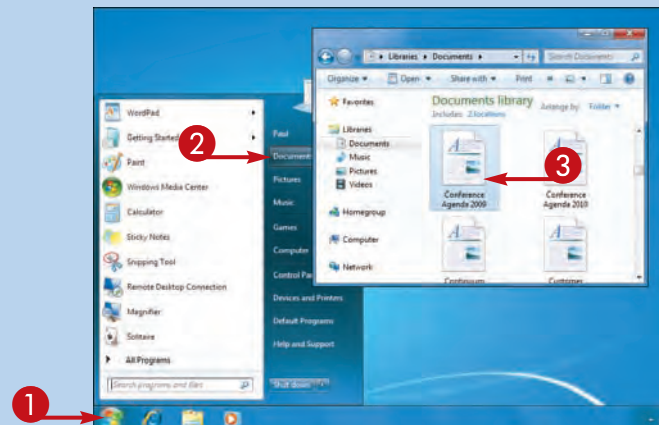 Libraries ▸ Documents ▸
Search Documents
Organize ▾ Open ▾ Share with ▾ Print
Favorites
Libraries
Documents
Music
Pictures
Videos
Homegroup
Computer
Network
Documents library
Includes: 2 locations
Arrange by: Folder ▾
Conference
Agenda 2009
Conference
Agenda 2010
Customer
3
WordPad
Getting Started
Paint
Windows Media Center
Calculator
Sticky Notes
Snipping Tool
Remote Desktop Connection
Magnifier
Solitaire
All Programs
Search programs and files
2
Paul
Documents
Pictures
Music
Games
Computer
Control Pa
Devices and Printers
Default Programs
Help and Support
Shut down
1